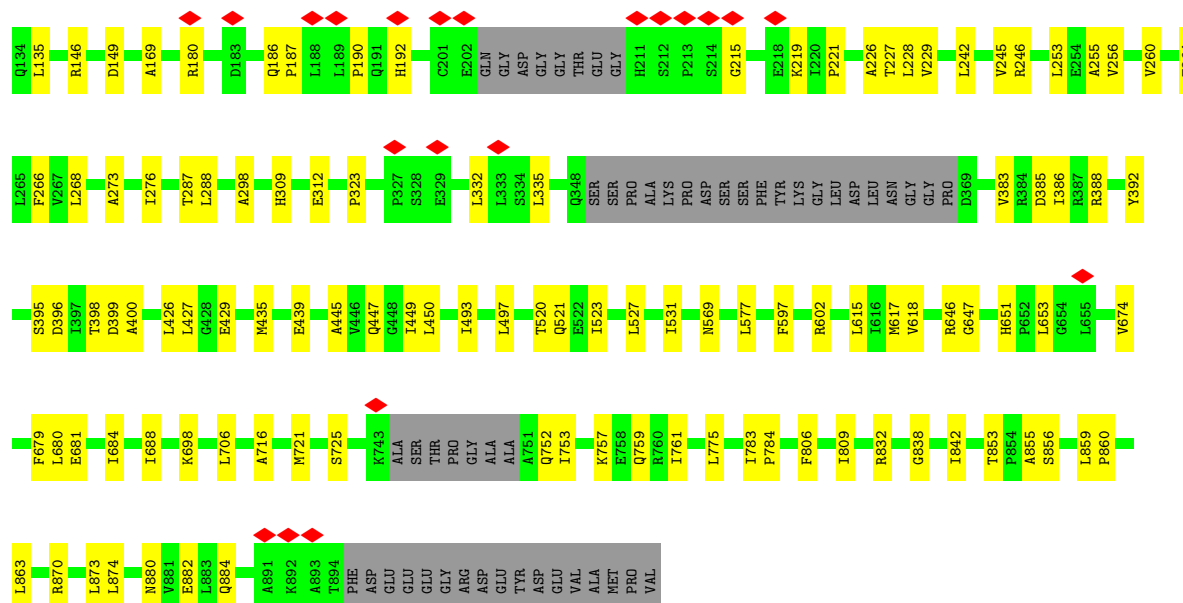 Q134 L135 R146 D149 A169 R180 D183 Q186 P187 L188 L189 P190 Q191 H192 C201 E202 GLN GLY ASP GLY GLY THR GLU GLY H211 S212 P213 S214 G215 E218 K219 I220 P221 A226 T227 L228 V229 L242 V245 R246 L253 E254 A255 V256 V260
L265 F266 V267 L268 A273 I276 T287 L288 A298 H309 E312 P323 P327 S328 E329 L332 L333 S334 L335 Q348 SER SER PRO ALA LYS PRO ASP SER SER PHE TYR LYS GLY LEU ASP LEU ASN GLY GLY PRO D369 V383 R384 D385 I386 R387 R388 Y392
S395 D396 I397 T398 D399 A400 L426 L427 G428 E429 M435 E439 A445 V446 Q447 G448 I449 L450 I493 L497 T520 Q521 E522 I523 L527 I531 N569 L577 F597 R602 L615 I616 M617 V618 R646 G647 H651 P652 L653 G654 L655 V674
F679 L680 E681 I684 I688 K698 L706 A716 M721 S725 K743 ALA SER THR PRO GLY ALA ALA A751 Q752 I753 K757 E758 Q759 R760 I761 L775 I783 P784 F806 I809 R832 G838 I842 T853 P854 A855 S856 L859 P860
L863 R870 L873 L874 N880 V881 E882 L883 Q884 A891 K892 A893 T894 PHE ASP GLU GLU GLU GLY ARG ASP GLU TYR ASP GLU VAL ALA MET PRO VAL